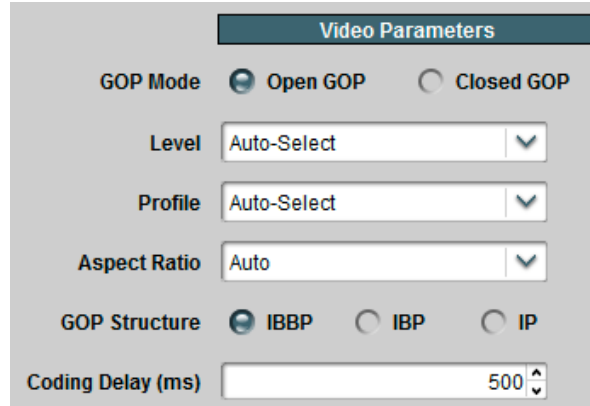 Video Parameters
GOP Mode Open GOP Closed GOP
Level Auto-Select
Profile Auto-Select
Aspect Ratio Auto
GOP Structure IBBP IBP IP
Coding Delay (ms) 500